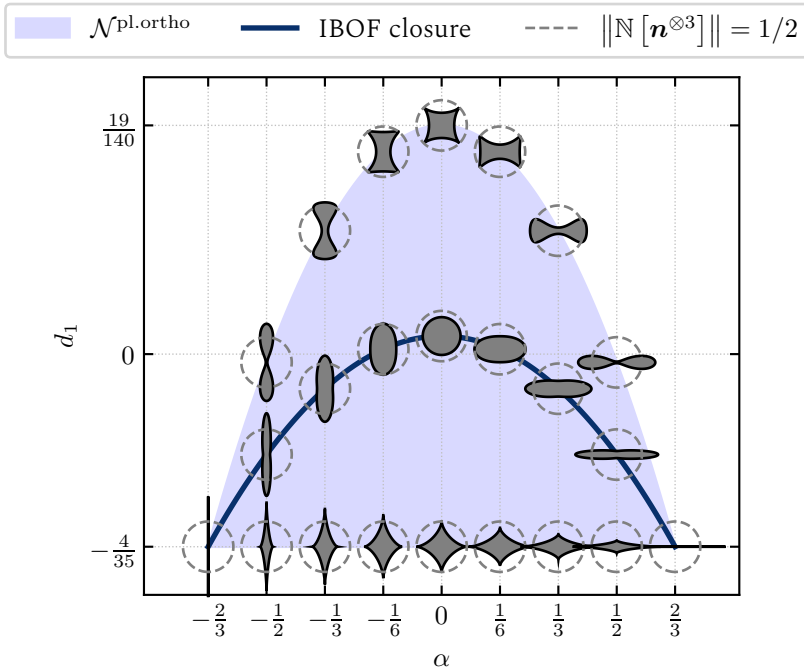 𝒩^pl.ortho IBOF closure ‖ℕ [𝒏^⊗3]‖ = 1/2
19/140
0
−4/35
d₁
−2/3 −1/2 −1/3 −1/6 0 1/6 1/3 1/2 2/3
α